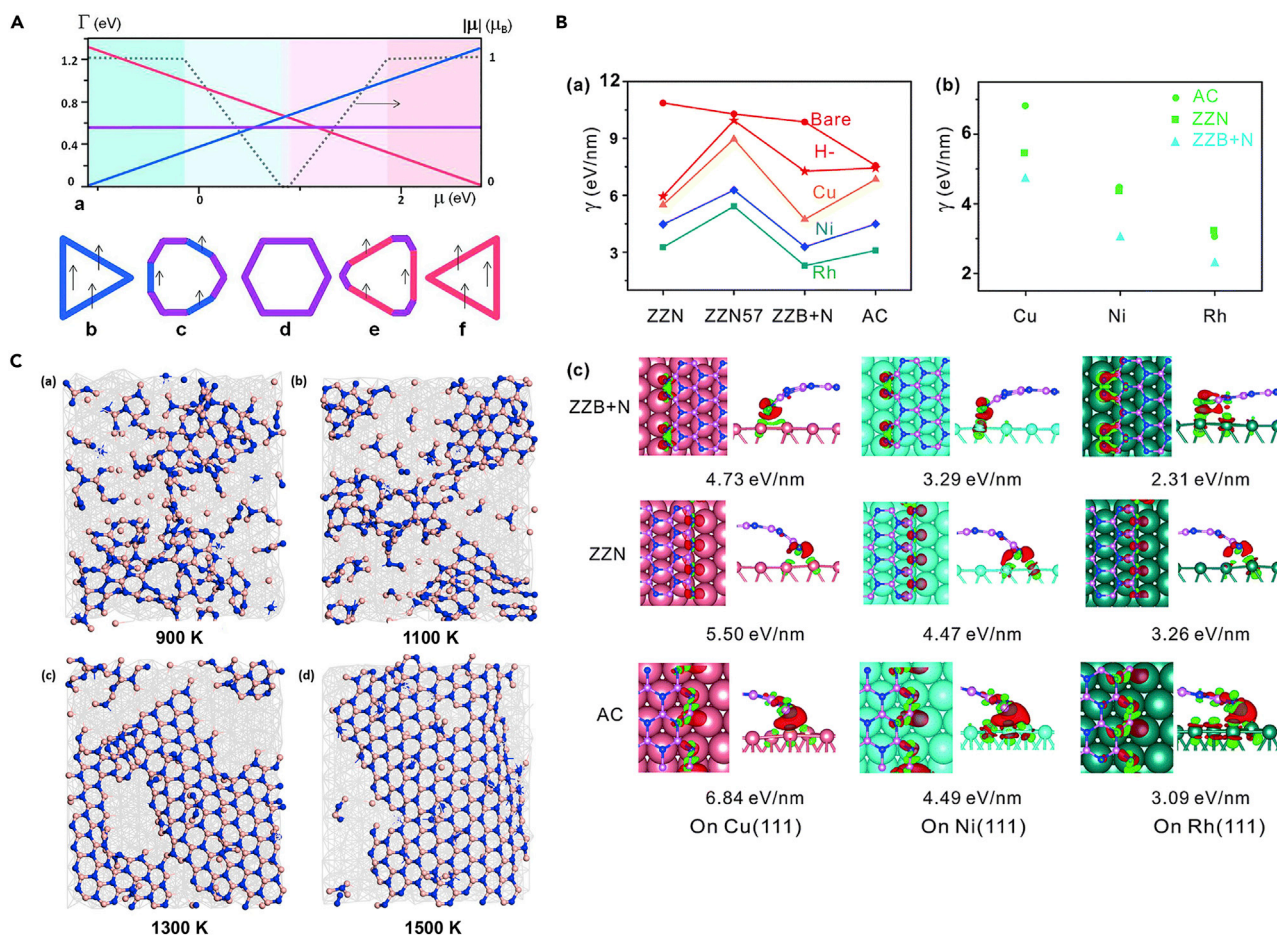 A
Γ (eV)
|μ| (μB)
1.2
0.8
0.4
0
1
0
0
2
μ (eV)
a
b
c
d
e
f
B
(a)
γ (eV/nm)
12
9
6
3
Bare
H-
Cu
Ni
Rh
ZZN
ZZN57
ZZB+N
AC
(b)
γ (eV/nm)
6
4
2
AC
ZZN
ZZB+N
Cu
Ni
Rh
C
(a)
(b)
900 K
1100 K
(c)
(d)
1300 K
1500 K
(c)
ZZB+N
4.73 eV/nm
3.29 eV/nm
2.31 eV/nm
ZZN
5.50 eV/nm
4.47 eV/nm
3.26 eV/nm
AC
6.84 eV/nm
4.49 eV/nm
3.09 eV/nm
On Cu(111)
On Ni(111)
On Rh(111)